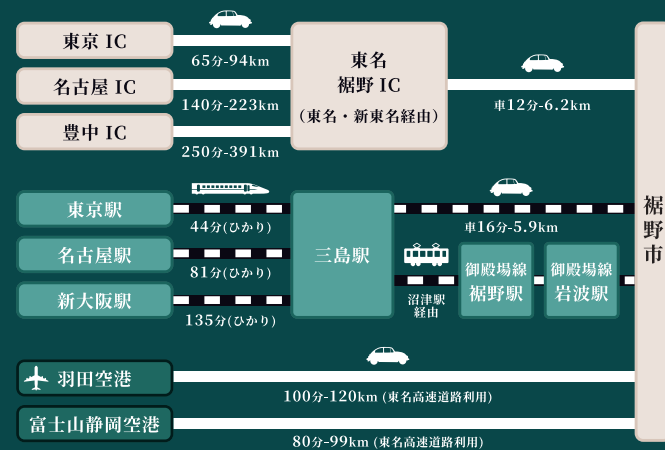 東京 IC
65分-94km
名古屋 IC
140分-223km
豊中 IC
250分-391km
東名
裾野 IC
(東名・新東名経由)
車12分-6.2km
東京駅
44分(ひかり)
名古屋駅
81分(ひかり)
新大阪駅
135分(ひかり)
三島駅
車16分-5.9km
沼津駅
経由
御殿場線
裾野駅
御殿場線
岩波駅
裾野市
羽田空港
100分-120km (東名高速道路利用)
富士山静岡空港
80分-99km (東名高速道路利用)